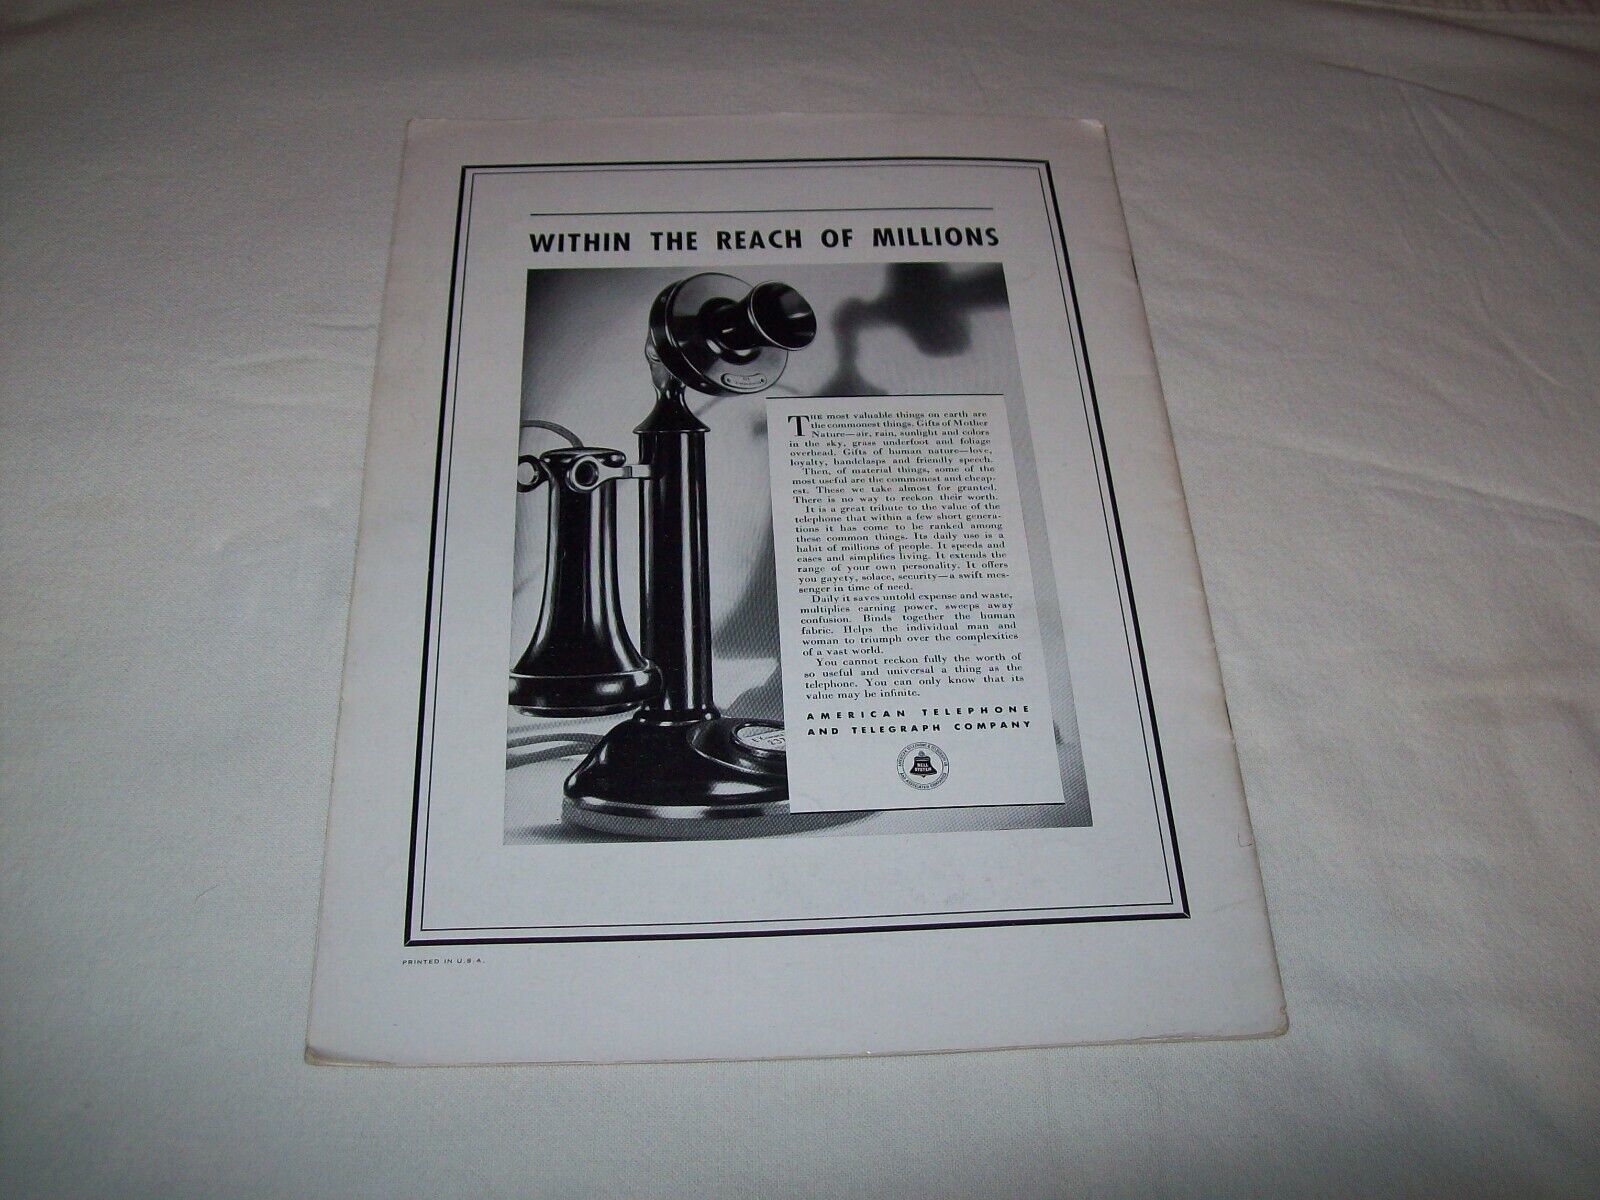 WITHIN THE REACH OF MILLIONS
THE most valuable things on earth are
the commonest things. Gifts of Mother
Nature—air, rain, sunlight and colors
in the sky, grass underfoot and foliage
overhead. Gifts of human nature—love,
loyalty, handclasps and friendly speech.
Then, of material things, some of the
most useful are the commonest and cheap-
est. These we take almost for granted.
There is no way to reckon their worth.
It is a great tribute to the value of the
telephone that within a few short genera-
tions it has come to be ranked among
these common things. Its daily use is a
habit of millions of people. It speeds and
eases and simplifies living. It extends the
range of your own personality. It offers
you gayety, solace, security—a swift mes-
senger in time of need.
Daily it saves untold expense and waste,
multiplies earning power, sweeps away
confusion. Binds together the human
fabric. Helps the individual man and
woman to triumph over the complexities
of a vast world.
You cannot reckon fully the worth of
so useful and universal a thing as the
telephone. You can only know that its
value may be infinite.
AMERICAN TELEPHONE
AND TELEGRAPH COMPANY
BELL
SYSTEM
PRINTED IN U.S.A.